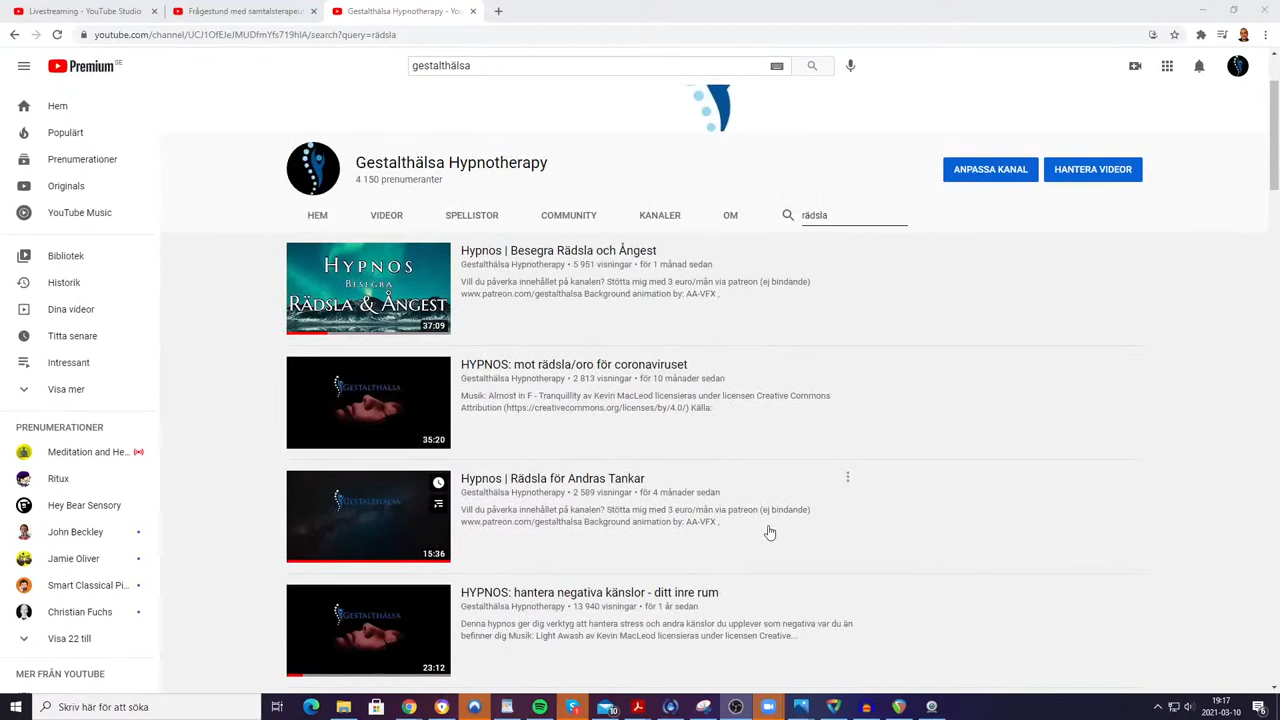 Livestreaming - YouTube Studio
Frågestund med samtalsterapeut
Gestalthälsa Hypnotherapy - You
youtube.com/channel/UCJ1OfEJeJMUDfmYfs719hIA/search?query=rädsla
Premium SE
gestalthälsa
Hem
Populärt
Prenumerationer
Originals
YouTube Music
Bibliotek
Historik
Dina videor
Titta senare
Intressant
Visa mer
PRENUMERATIONER
Meditation and He...
Ritux
Hey Bear Sensory
John Beckley
Jamie Oliver
Smart Classical Pi...
Christian Fuchs
Visa 22 till
MER FRÅN YOUTUBE
Gestalthälsa Hypnotherapy
4 150 prenumeranter
ANPASSA KANAL
HANTERA VIDEOR
HEM
VIDEOR
SPELLISTOR
COMMUNITY
KANALER
OM
rädsla
HYPNOS
BESEGRA
RÄDSLA & ÅNGEST
37:09
Hypnos | Besegra Rädsla och Ångest
Gestalthälsa Hypnotherapy • 5 951 visningar • för 1 månad sedan
Vill du påverka innehållet på kanalen? Stötta mig med 3 euro/mån via patreon (ej bindande)
www.patreon.com/gestalthalsa Background animation by: AA-VFX ,
GESTALTHÄLSA
35:20
HYPNOS: mot rädsla/oro för coronaviruset
Gestalthälsa Hypnotherapy • 2 813 visningar • för 10 månader sedan
Musik: Almost in F - Tranquillity av Kevin MacLeod licensieras under licensen Creative Commons
Attribution (https://creativecommons.org/licenses/by/4.0/) Källa:
GESTALTHÄLSA
15:36
Hypnos | Rädsla för Andras Tankar
Gestalthälsa Hypnotherapy • 2 589 visningar • för 4 månader sedan
Vill du påverka innehållet på kanalen? Stötta mig med 3 euro/mån via patreon (ej bindande)
www.patreon.com/gestalthalsa Background animation by: AA-VFX ,
GESTALTHÄLSA
23:12
HYPNOS: hantera negativa känslor - ditt inre rum
Gestalthälsa Hypnotherapy • 13 940 visningar • för 1 år sedan
Denna hypnos ger dig verktyg att hantera stress och andra känslor du upplever som negativa var du än
befinner dig Musik: Light Awash av Kevin MacLeod licensieras under licensen Creative...
Skriv här för att söka
10
19:17
2021-03-10